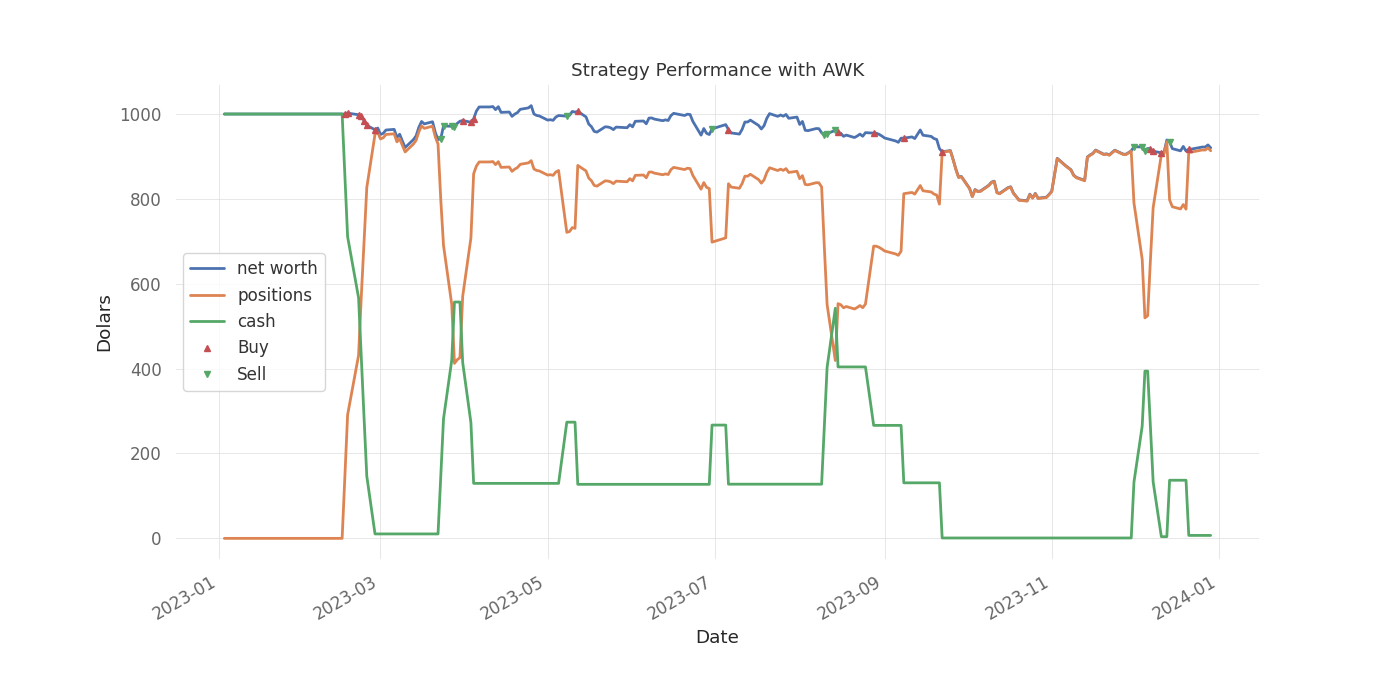 Strategy Performance with AWK
1000
800
600
400
200
0
Dolars
net worth
positions
cash
Buy
Sell
2023-01
2023-03
2023-05
2023-07
2023-09
2023-11
2024-01
Date